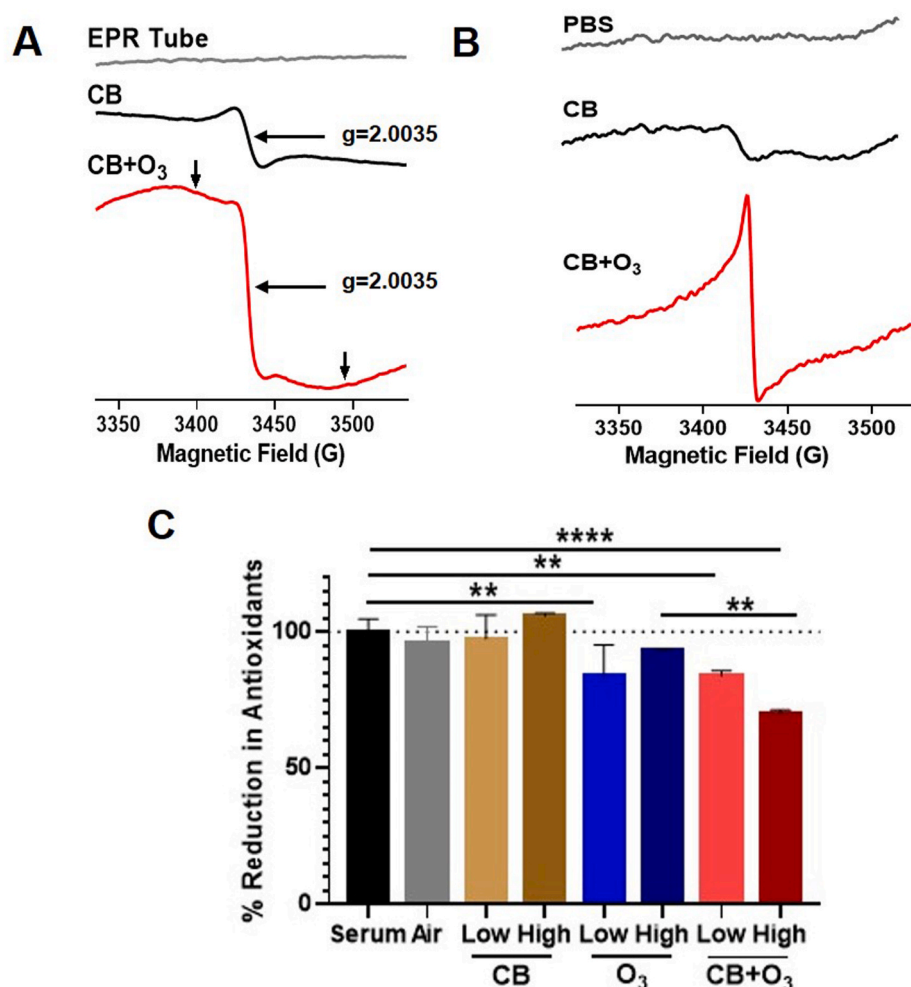 A
EPR Tube
CB
g=2.0035
CB+O₃
g=2.0035
3350 3400 3450 3500
Magnetic Field (G)
B
PBS
CB
CB+O₃
3350 3400 3450 3500
Magnetic Field (G)
C
% Reduction in Antioxidants
****
**
** **
100
50
0
Serum Air Low High Low High Low High
CB O₃ CB+O₃